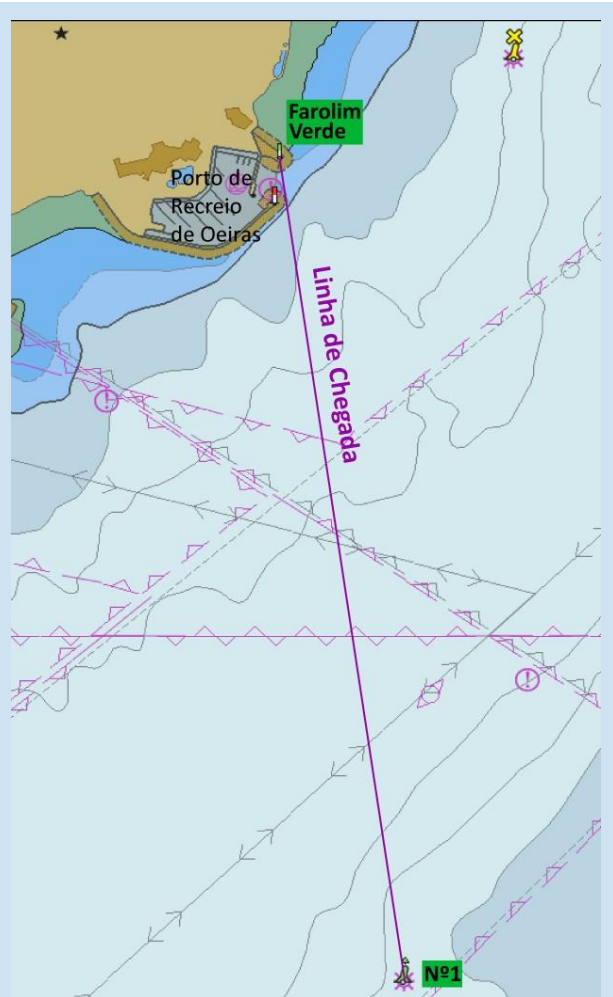 Farolim
Verde
Porto de
Recreio
de Oeiras
Linha de Chegada
Nº1